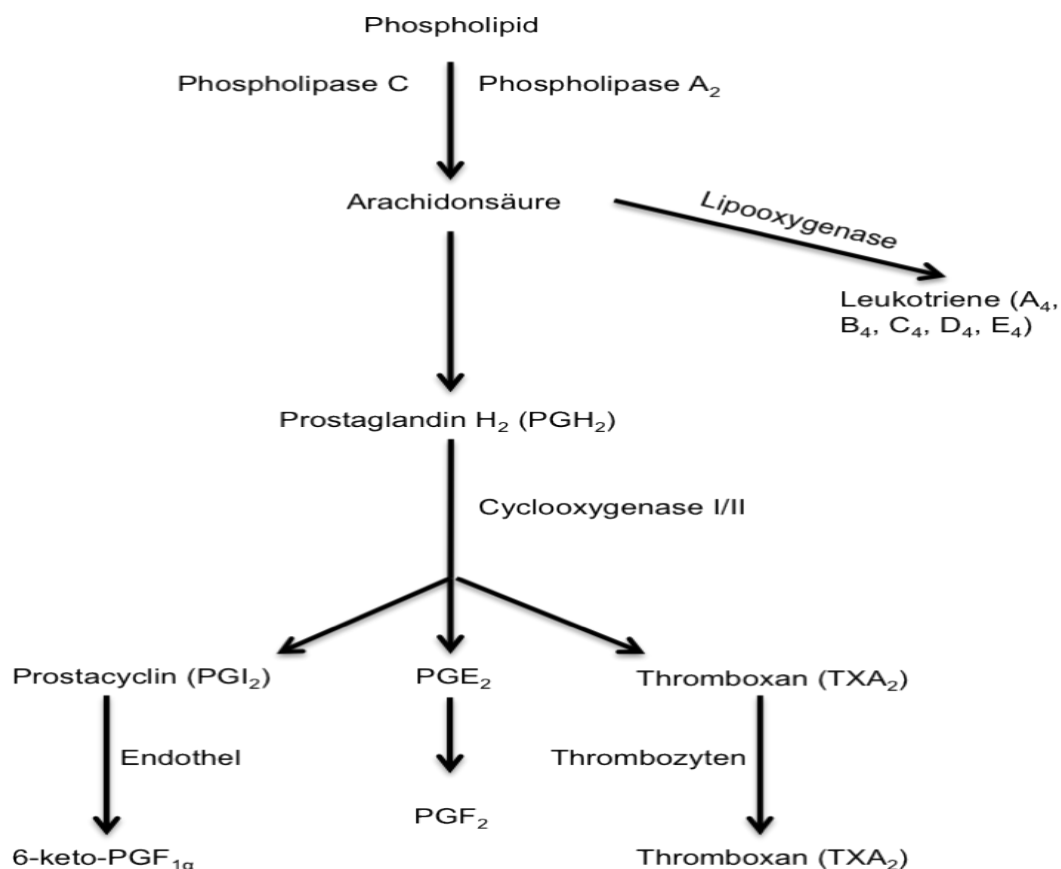 Phospholipid
Phospholipase C
Phospholipase A₂
Arachidonsäure
Lipooxygenase
Leukotriene (A₄,
B₄, C₄, D₄, E₄)
Prostaglandin H₂ (PGH₂)
Cyclooxygenase I/II
Prostacyclin (PGI₂)
PGE₂
Thromboxan (TXA₂)
Endothel
Thrombozyten
PGF₂
6-keto-PGF₁α
Thromboxan (TXA₂)